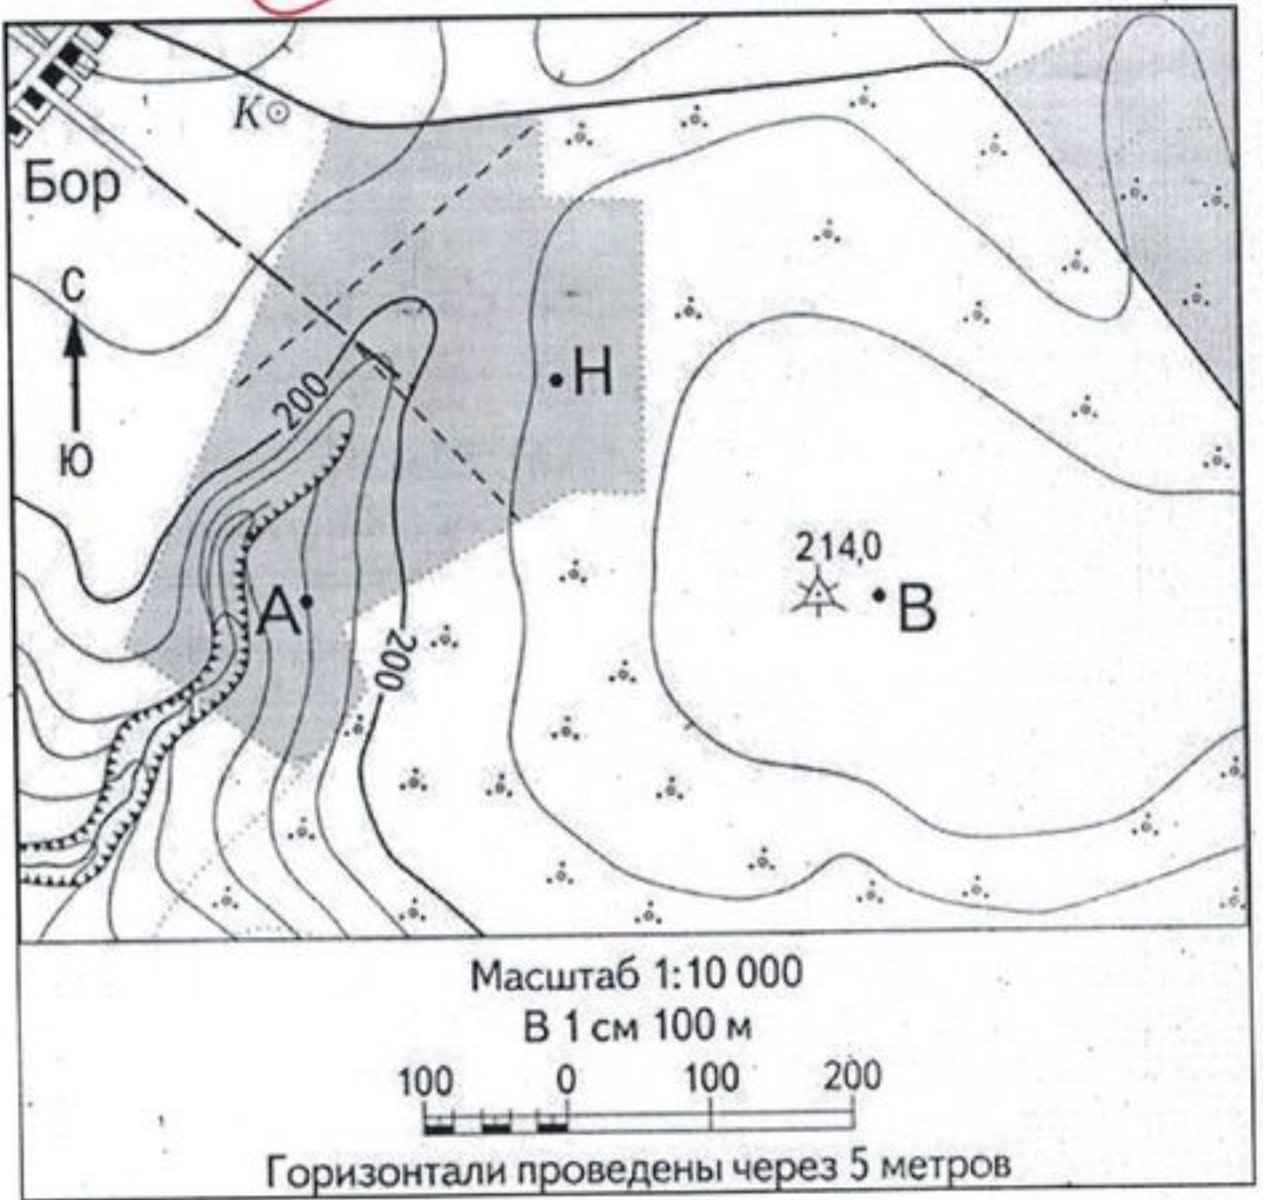 К
Бор
С
Ю
200
Н
А
200
214,0
В
Масштаб 1:10 000
В 1 см 100 м
100 0 100 200
Горизонтали проведены через 5 метров